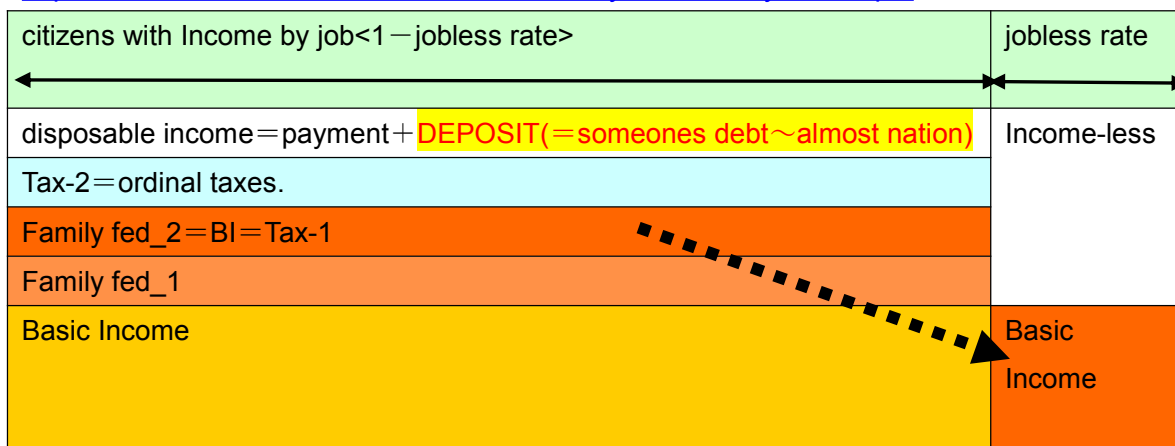 citizens with Income by job<1－jobless rate>
jobless rate
disposable income＝payment＋DEPOSIT(＝someones debt～almost nation)
Income-less
Tax-2＝ordinal taxes.
Family fed_2＝BI＝Tax-1
Family fed_1
Basic Income
Basic
Income